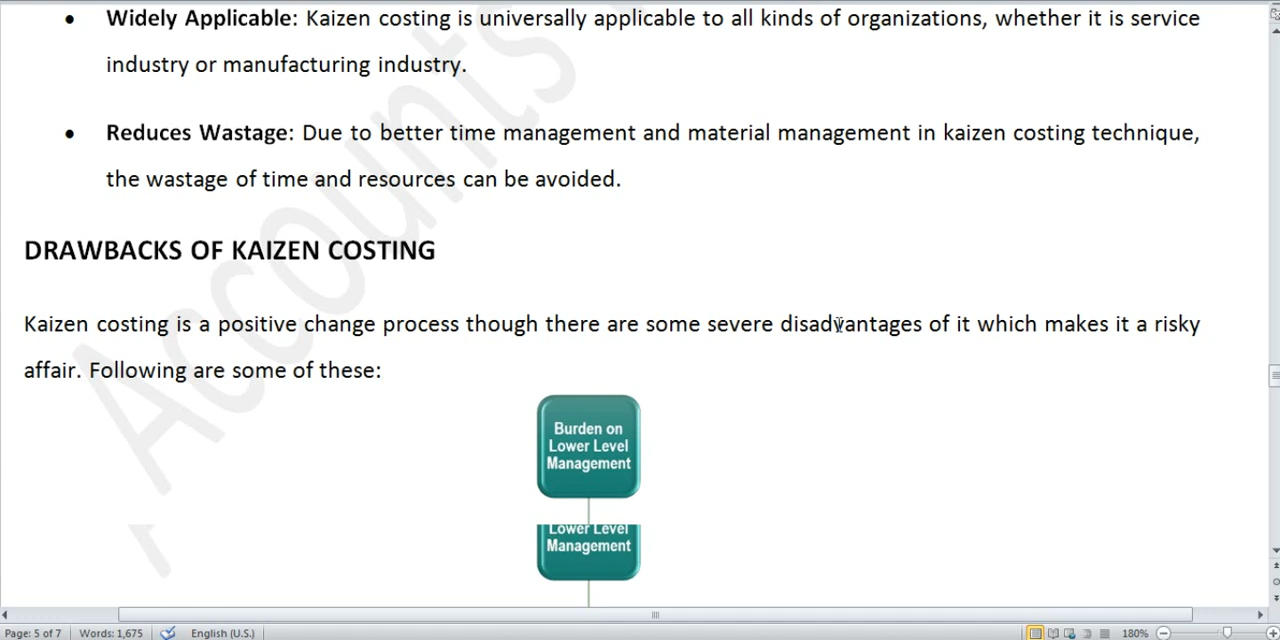 • Widely Applicable: Kaizen costing is universally applicable to all kinds of organizations, whether it is service
industry or manufacturing industry.
• Reduces Wastage: Due to better time management and material management in kaizen costing technique,
the wastage of time and resources can be avoided.
DRAWBACKS OF KAIZEN COSTING
Kaizen costing is a positive change process though there are some severe disadvantages of it which makes it a risky
affair. Following are some of these:
Burden on
Lower Level
Management
Lower Level
Management
Accounts
Page: 5 of 7 Words: 1,675 English (U.S.) 180%